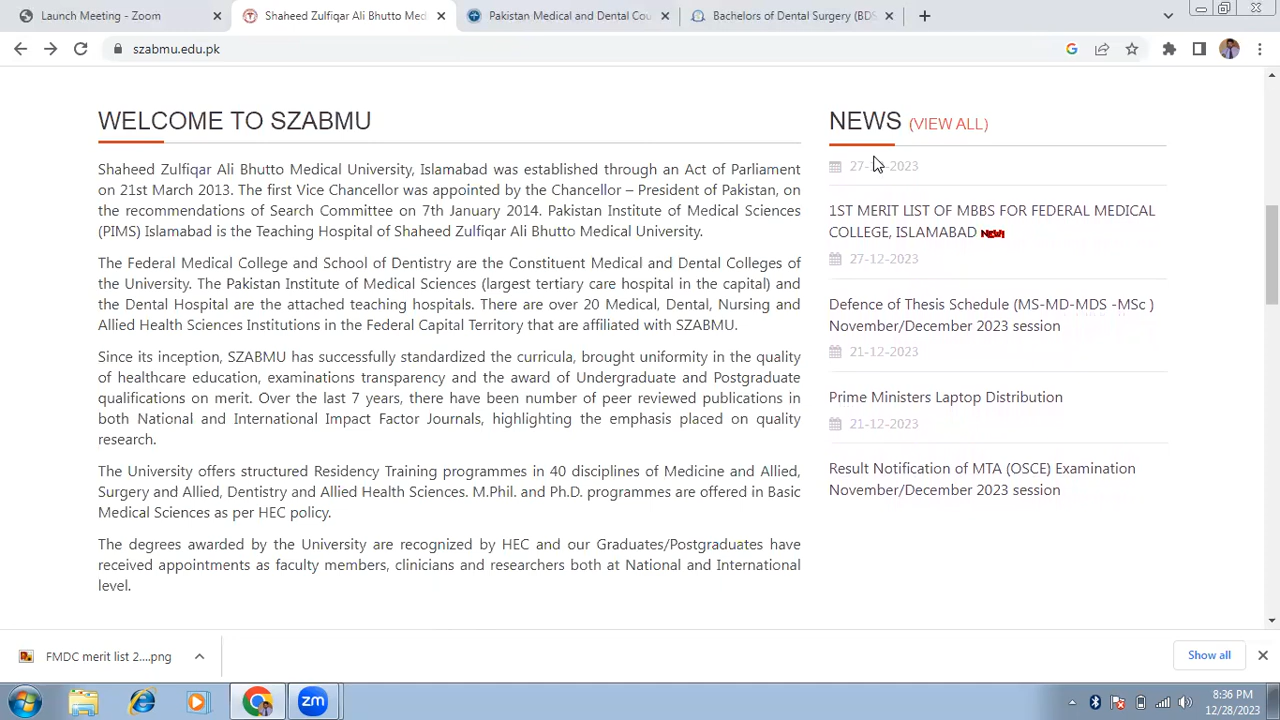 Launch Meeting - Zoom
Shaheed Zulfiqar Ali Bhutto Med
Pakistan Medical and Dental Cou
Bachelors of Dental Surgery (BDS
szabmu.edu.pk
WELCOME TO SZABMU
Shaheed Zulfiqar Ali Bhutto Medical University, Islamabad was established through an Act of Parliament
on 21st March 2013. The first Vice Chancellor was appointed by the Chancellor – President of Pakistan, on
the recommendations of Search Committee on 7th January 2014. Pakistan Institute of Medical Sciences
(PIMS) Islamabad is the Teaching Hospital of Shaheed Zulfiqar Ali Bhutto Medical University.
The Federal Medical College and School of Dentistry are the Constituent Medical and Dental Colleges of
the University. The Pakistan Institute of Medical Sciences (largest tertiary care hospital in the capital) and
the Dental Hospital are the attached teaching hospitals. There are over 20 Medical, Dental, Nursing and
Allied Health Sciences Institutions in the Federal Capital Territory that are affiliated with SZABMU.
Since its inception, SZABMU has successfully standardized the curricula, brought uniformity in the quality
of healthcare education, examinations transparency and the award of Undergraduate and Postgraduate
qualifications on merit. Over the last 7 years, there have been number of peer reviewed publications in
both National and International Impact Factor Journals, highlighting the emphasis placed on quality
research.
The University offers structured Residency Training programmes in 40 disciplines of Medicine and Allied,
Surgery and Allied, Dentistry and Allied Health Sciences. M.Phil. and Ph.D. programmes are offered in Basic
Medical Sciences as per HEC policy.
The degrees awarded by the University are recognized by HEC and our Graduates/Postgraduates have
received appointments as faculty members, clinicians and researchers both at National and International
level.
NEWS (VIEW ALL)
1ST MERIT LIST OF MBBS FOR FEDERAL MEDICAL
COLLEGE, ISLAMABAD NEW!
27-12-2023
Defence of Thesis Schedule (MS-MD-MDS -MSc )
November/December 2023 session
21-12-2023
Prime Ministers Laptop Distribution
21-12-2023
Result Notification of MTA (OSCE) Examination
November/December 2023 session
FMDC merit list 2....png
Show all
zm
8:36 PM
12/28/2023